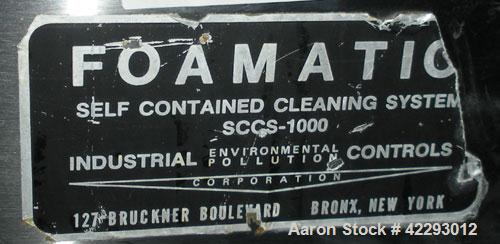 FOAMATIC
SELF CONTAINED CLEANING SYSTEM
SCCS-1000
INDUSTRIAL ENVIRONMENTAL POLLUTION CONTROLS
CORPORATION
127 BRUCKNER BOULEVARD BRONX, NEW YORK
Aaron Stock # 42293012